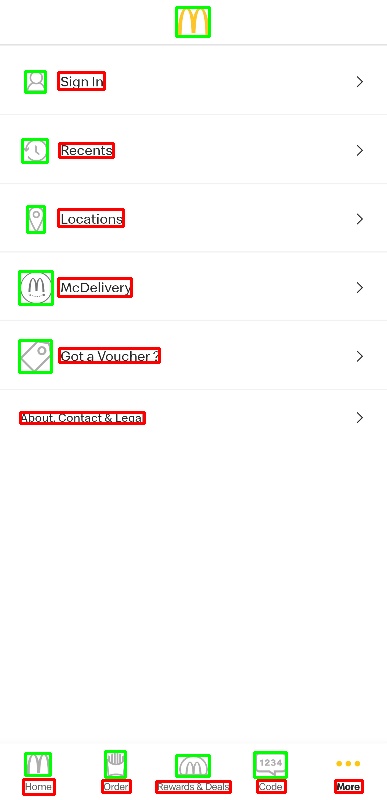 Sign In
Recents
Locations
McDelivery
Got a Voucher ?
About, Contact & Legal
1234
Home
Order
Rewards & Deals
Code
More